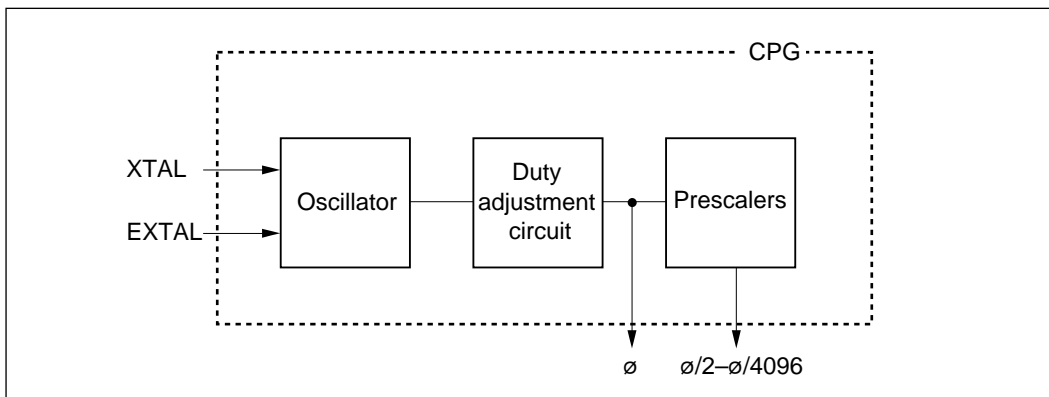 CPG
XTAL
EXTAL
Oscillator
Duty
adjustment
circuit
Prescalers
ø
ø/2–ø/4096